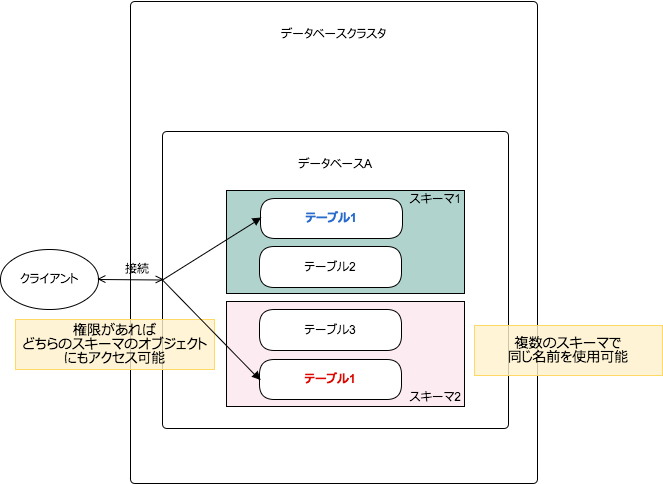 データベースクラスタ
データベースA
スキーマ1
テーブル1
テーブル2
接続
クライアント
権限があれば
どちらのスキーマのオブジェクト
にもアクセス可能
テーブル3
テーブル1
スキーマ2
複数のスキーマで
同じ名前を使用可能